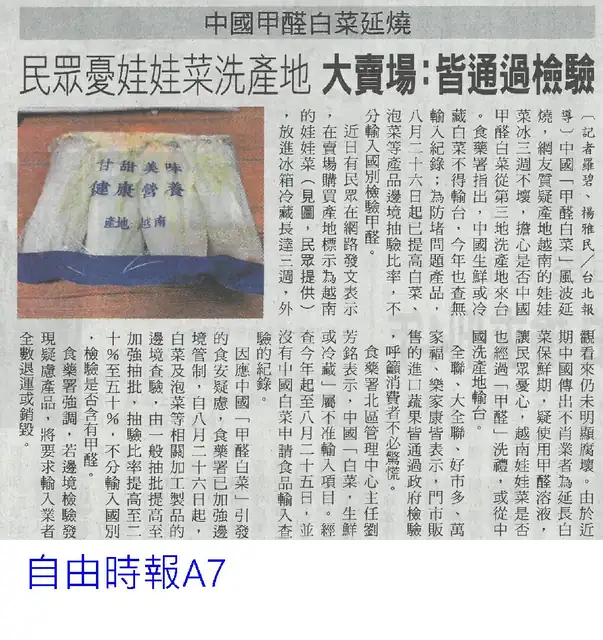 中國甲醛白菜延燒
民眾憂娃娃菜洗產地 大賣場：皆通過檢驗
〔記者羅碧、楊雅民／台北報
導〕中國「甲醛白菜」風波延
燒，網友質疑產地越南的娃娃
菜冰三週不壞，擔心是否中國
甲醛白菜從第三地洗產地來台
。食藥署指出，中國生鮮或冷
藏白菜不得輸台，今年也查無
輸入紀錄；為防堵問題產品，
八月二十六日起已提高白菜、
泡菜等產品邊境抽驗比率，不
分輸入國別檢驗甲醛。
近日有民眾在網路發文表示
，在賣場購買產地標示為越南
的娃娃菜（見圖，民眾提供）
，放進冰箱冷藏長達三週，外
甘甜美味
健康營養
產地：越南
觀看來仍未明顯腐壞。由於近
期中國傳出不肖業者為延長白
菜保鮮期，疑使用甲醛溶液，
讓民眾憂心，越南娃娃菜是否
也經過「甲醛」洗禮，或從中
國洗產地輸台。
全聯、大全聯、好市多、萬
家福、樂家康皆表示，門市販
售的進口蔬果皆通過政府檢驗
，呼籲消費者不必驚慌。
食藥署北區管理中心主任劉
芳銘表示，中國「白菜，生鮮
或冷藏」屬不准輸入項目。經
查今年起至八月二十五日，並
沒有中國白菜申請食品輸入查
驗的紀錄。
因應中國「甲醛白菜」引發
的食安疑慮，食藥署已加強邊
境管制，自八月二十六日起，
白菜及泡菜等相關加工製品的
邊境查驗，由一般抽批提高至
加強抽批，抽驗比率提高至二
十％至五十％，不分輸入國別
，檢驗是否含有甲醛。
食藥署強調，若邊境檢驗發
現疑慮產品，將要求輸入業者
全數退運或銷毀。
自由時報A7